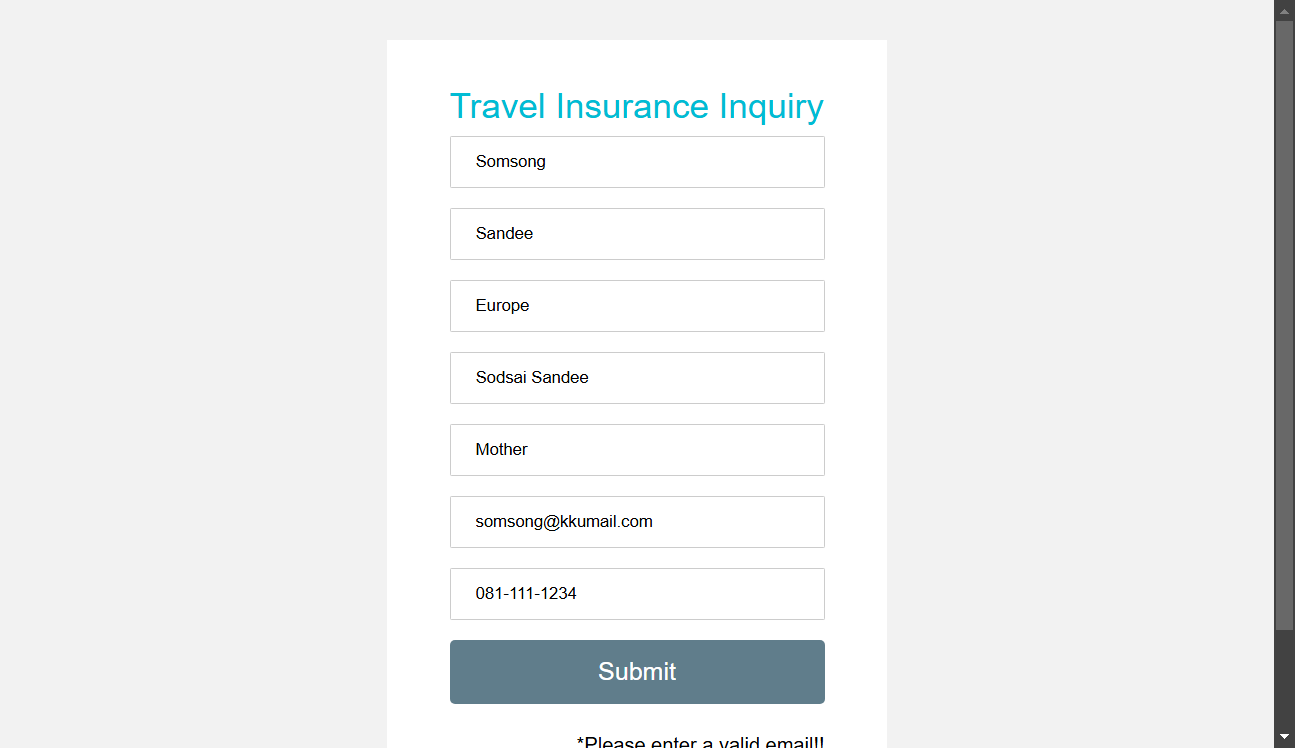 Travel Insurance Inquiry
Somsong
Sandee
Europe
Sodsai Sandee
Mother
somsong@kkumail.com
081-111-1234
Submit
*Please enter a valid email!!